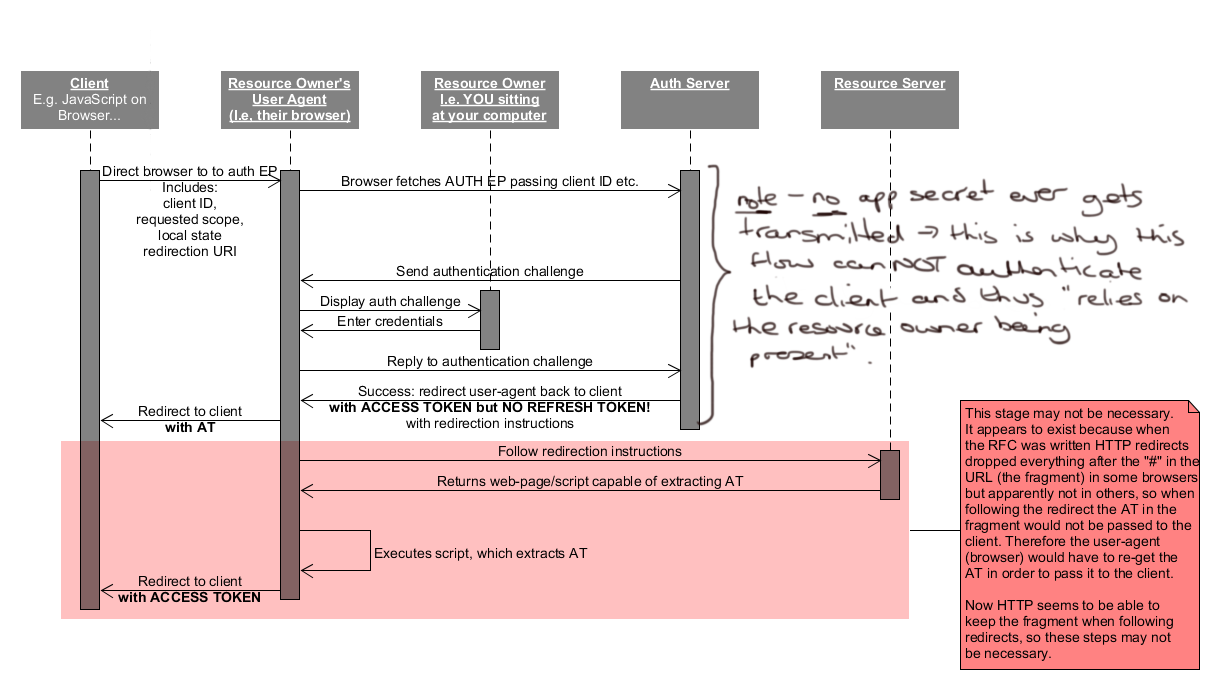 Client
E.g. JavaScript on
Browser...
Resource Owner's
User Agent
(I.e. their browser)
Resource Owner
I.e. YOU sitting
at your computer
Auth Server
Resource Server
Direct browser to to auth EP
Includes:
client ID,
requested scope,
local state
redirection URI
Browser fetches AUTH EP passing client ID etc.
Send authentication challenge
Display auth challenge
Enter credentials
Reply to authentication challenge
Success: redirect user-agent back to client
with ACCESS TOKEN but NO REFRESH TOKEN!
with redirection instructions
Redirect to client
with AT
note - no app secret ever gets
transmitted → this is why this
flow canNOT authenticate
the client and thus "relies on
the resource owner being
present".
Follow redirection instructions
Returns web-page/script capable of extracting AT
Executes script, which extracts AT
Redirect to client
with ACCESS TOKEN
This stage may not be necessary.
It appears to exist because when
the RFC was written HTTP redirects
dropped everything after the "#" in the
URL (the fragment) in some browsers
but apparently not in others, so when
following the redirect the AT in the
fragment would not be passed to the
client. Therefore the user-agent
(browser) would have to re-get the
AT in order to pass it to the client.
Now HTTP seems to be able to
keep the fragment when following
redirects, so these steps may not
be necessary.